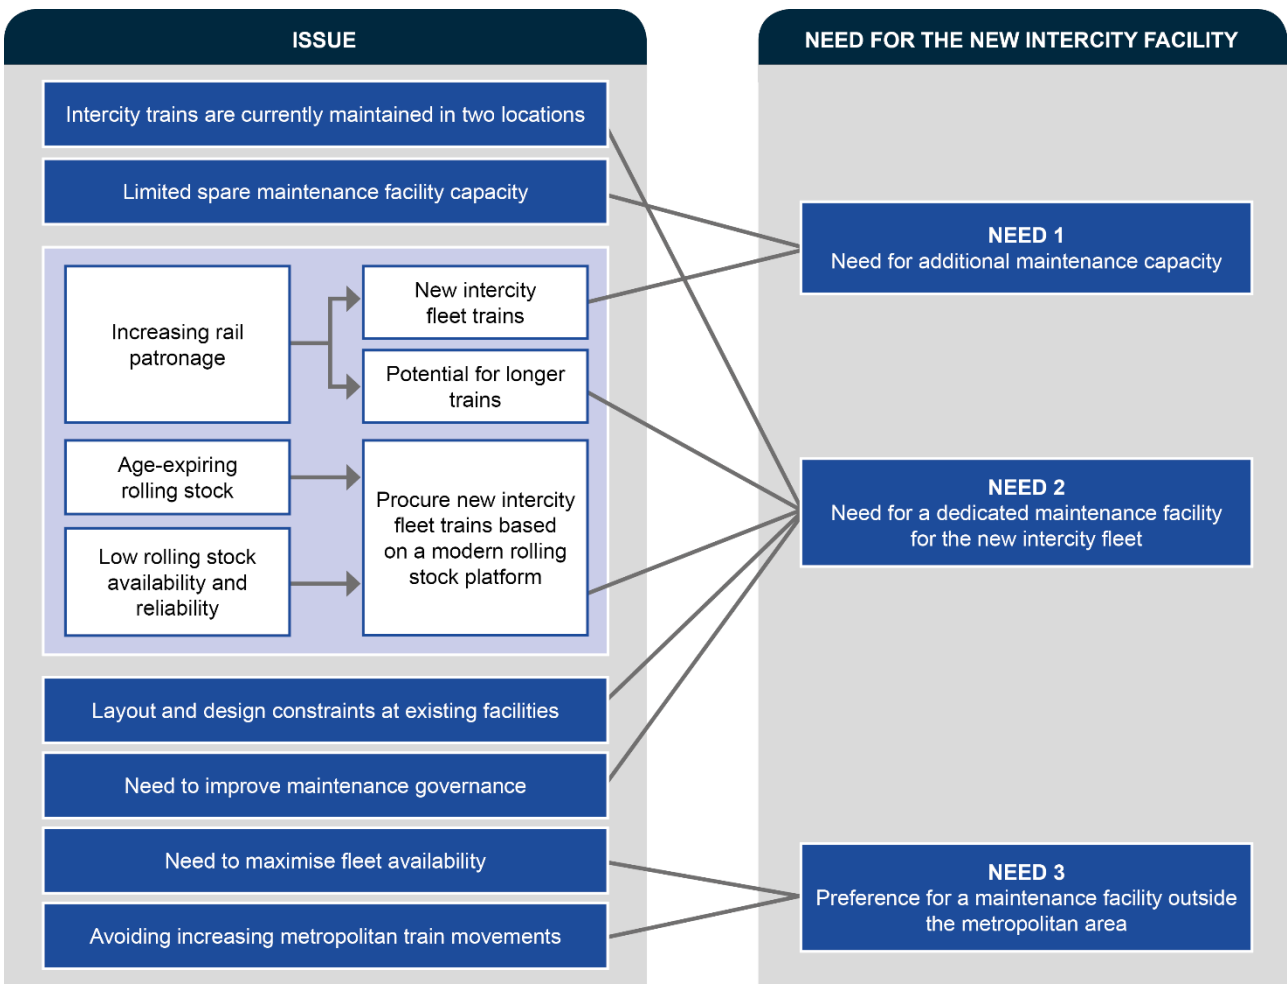 ISSUE
Intercity trains are currently maintained in two locations
Limited spare maintenance facility capacity
Increasing rail
patronage
New intercity
fleet trains
Potential for longer
trains
Age-expiring
rolling stock
Low rolling stock
availability and
reliability
Procure new intercity
fleet trains based
on a modern rolling
stock platform
Layout and design constraints at existing facilities
Need to improve maintenance governance
Need to maximise fleet availability
Avoiding increasing metropolitan train movements
NEED FOR THE NEW INTERCITY FACILITY
NEED 1
Need for additional maintenance capacity
NEED 2
Need for a dedicated maintenance facility
for the new intercity fleet
NEED 3
Preference for a maintenance facility outside
the metropolitan area